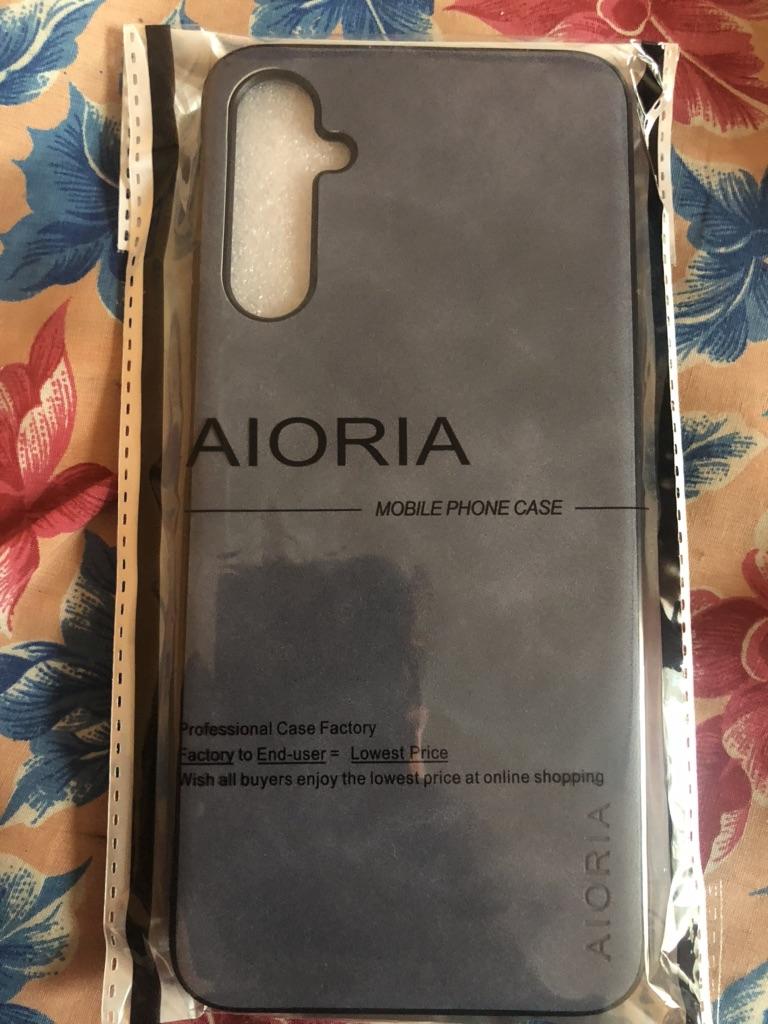 AIORIA
MOBILE PHONE CASE
Professional Case Factory
Factory to End-user = Lowest Price
Wish all buyers enjoy the lowest price at online shopping
AIORIA